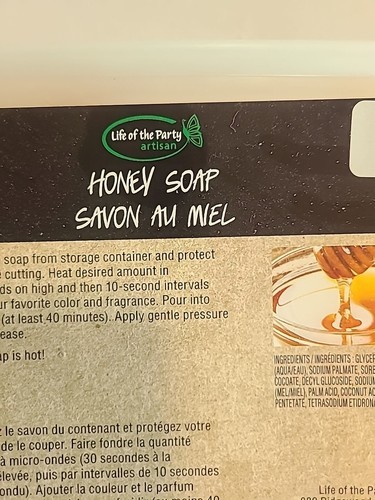 Life of the Party
artisan
HONEY SOAP
SAVON AU MIEL
soap from storage container and protect
cutting. Heat desired amount in
ds on high and then 10-second intervals
ur favorite color and fragrance. Pour into
(at least 40 minutes). Apply gentle pressure
ease.
ap is hot!
INGREDIENTS / INGRÉDIENTS : GLYCER
(AQUA/EAU), SODIUM PALMATE, SORB
COCOATE, DECYL GLUCOSIDE, SODIUM
(MEL/MIEL), PALM ACID, COCONUT AC
PENTETATE, TETRASODIUM ETIDRONA
z le savon du contenant et protégez votre
de le couper. Faire fondre la quantité
à micro-ondes (30 secondes à la
élevée, puis par intervalles de 10 secondes
ondu). Ajouter la couleur et le parfum
Life of the Pa